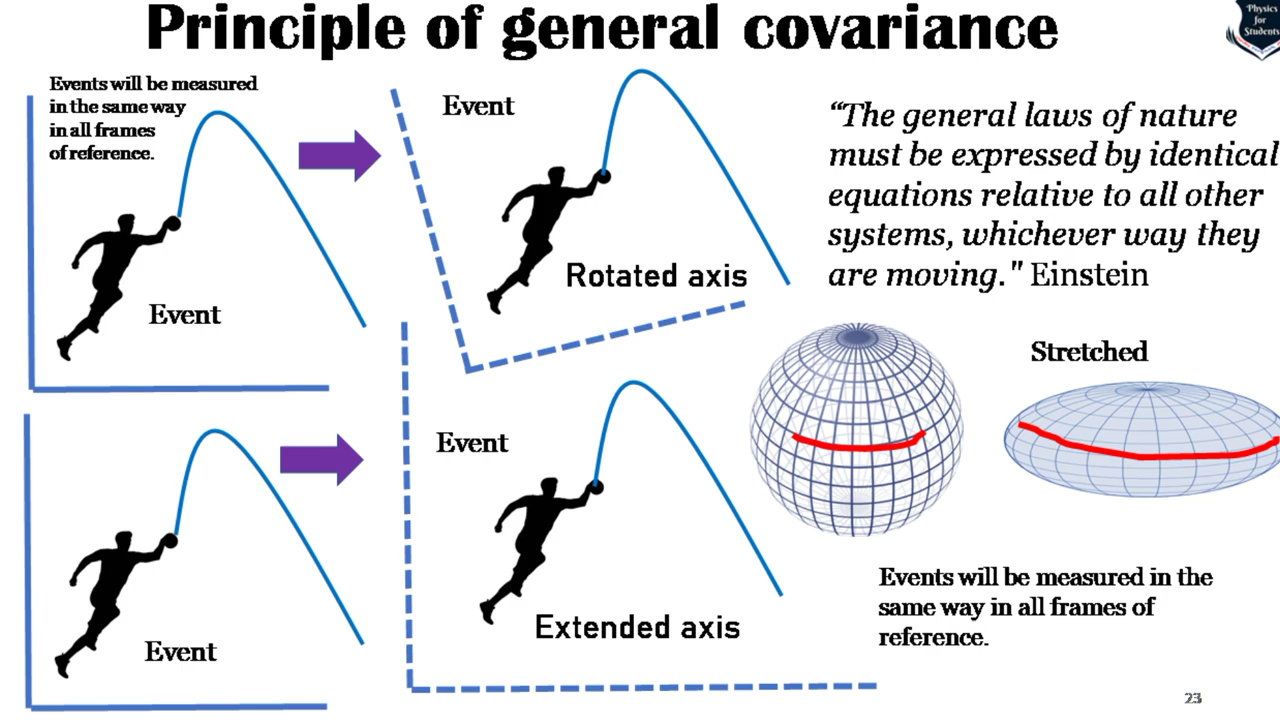 Principle of general covariance
Physics
for
Students
Events will be measured
in the same way
in all frames
of reference.
Event
Event
Rotated axis
“The general laws of nature
must be expressed by identical
equations relative to all other
systems, whichever way they
are moving." Einstein
Stretched
Event
Event
Extended axis
Events will be measured in the
same way in all frames of
reference.
23